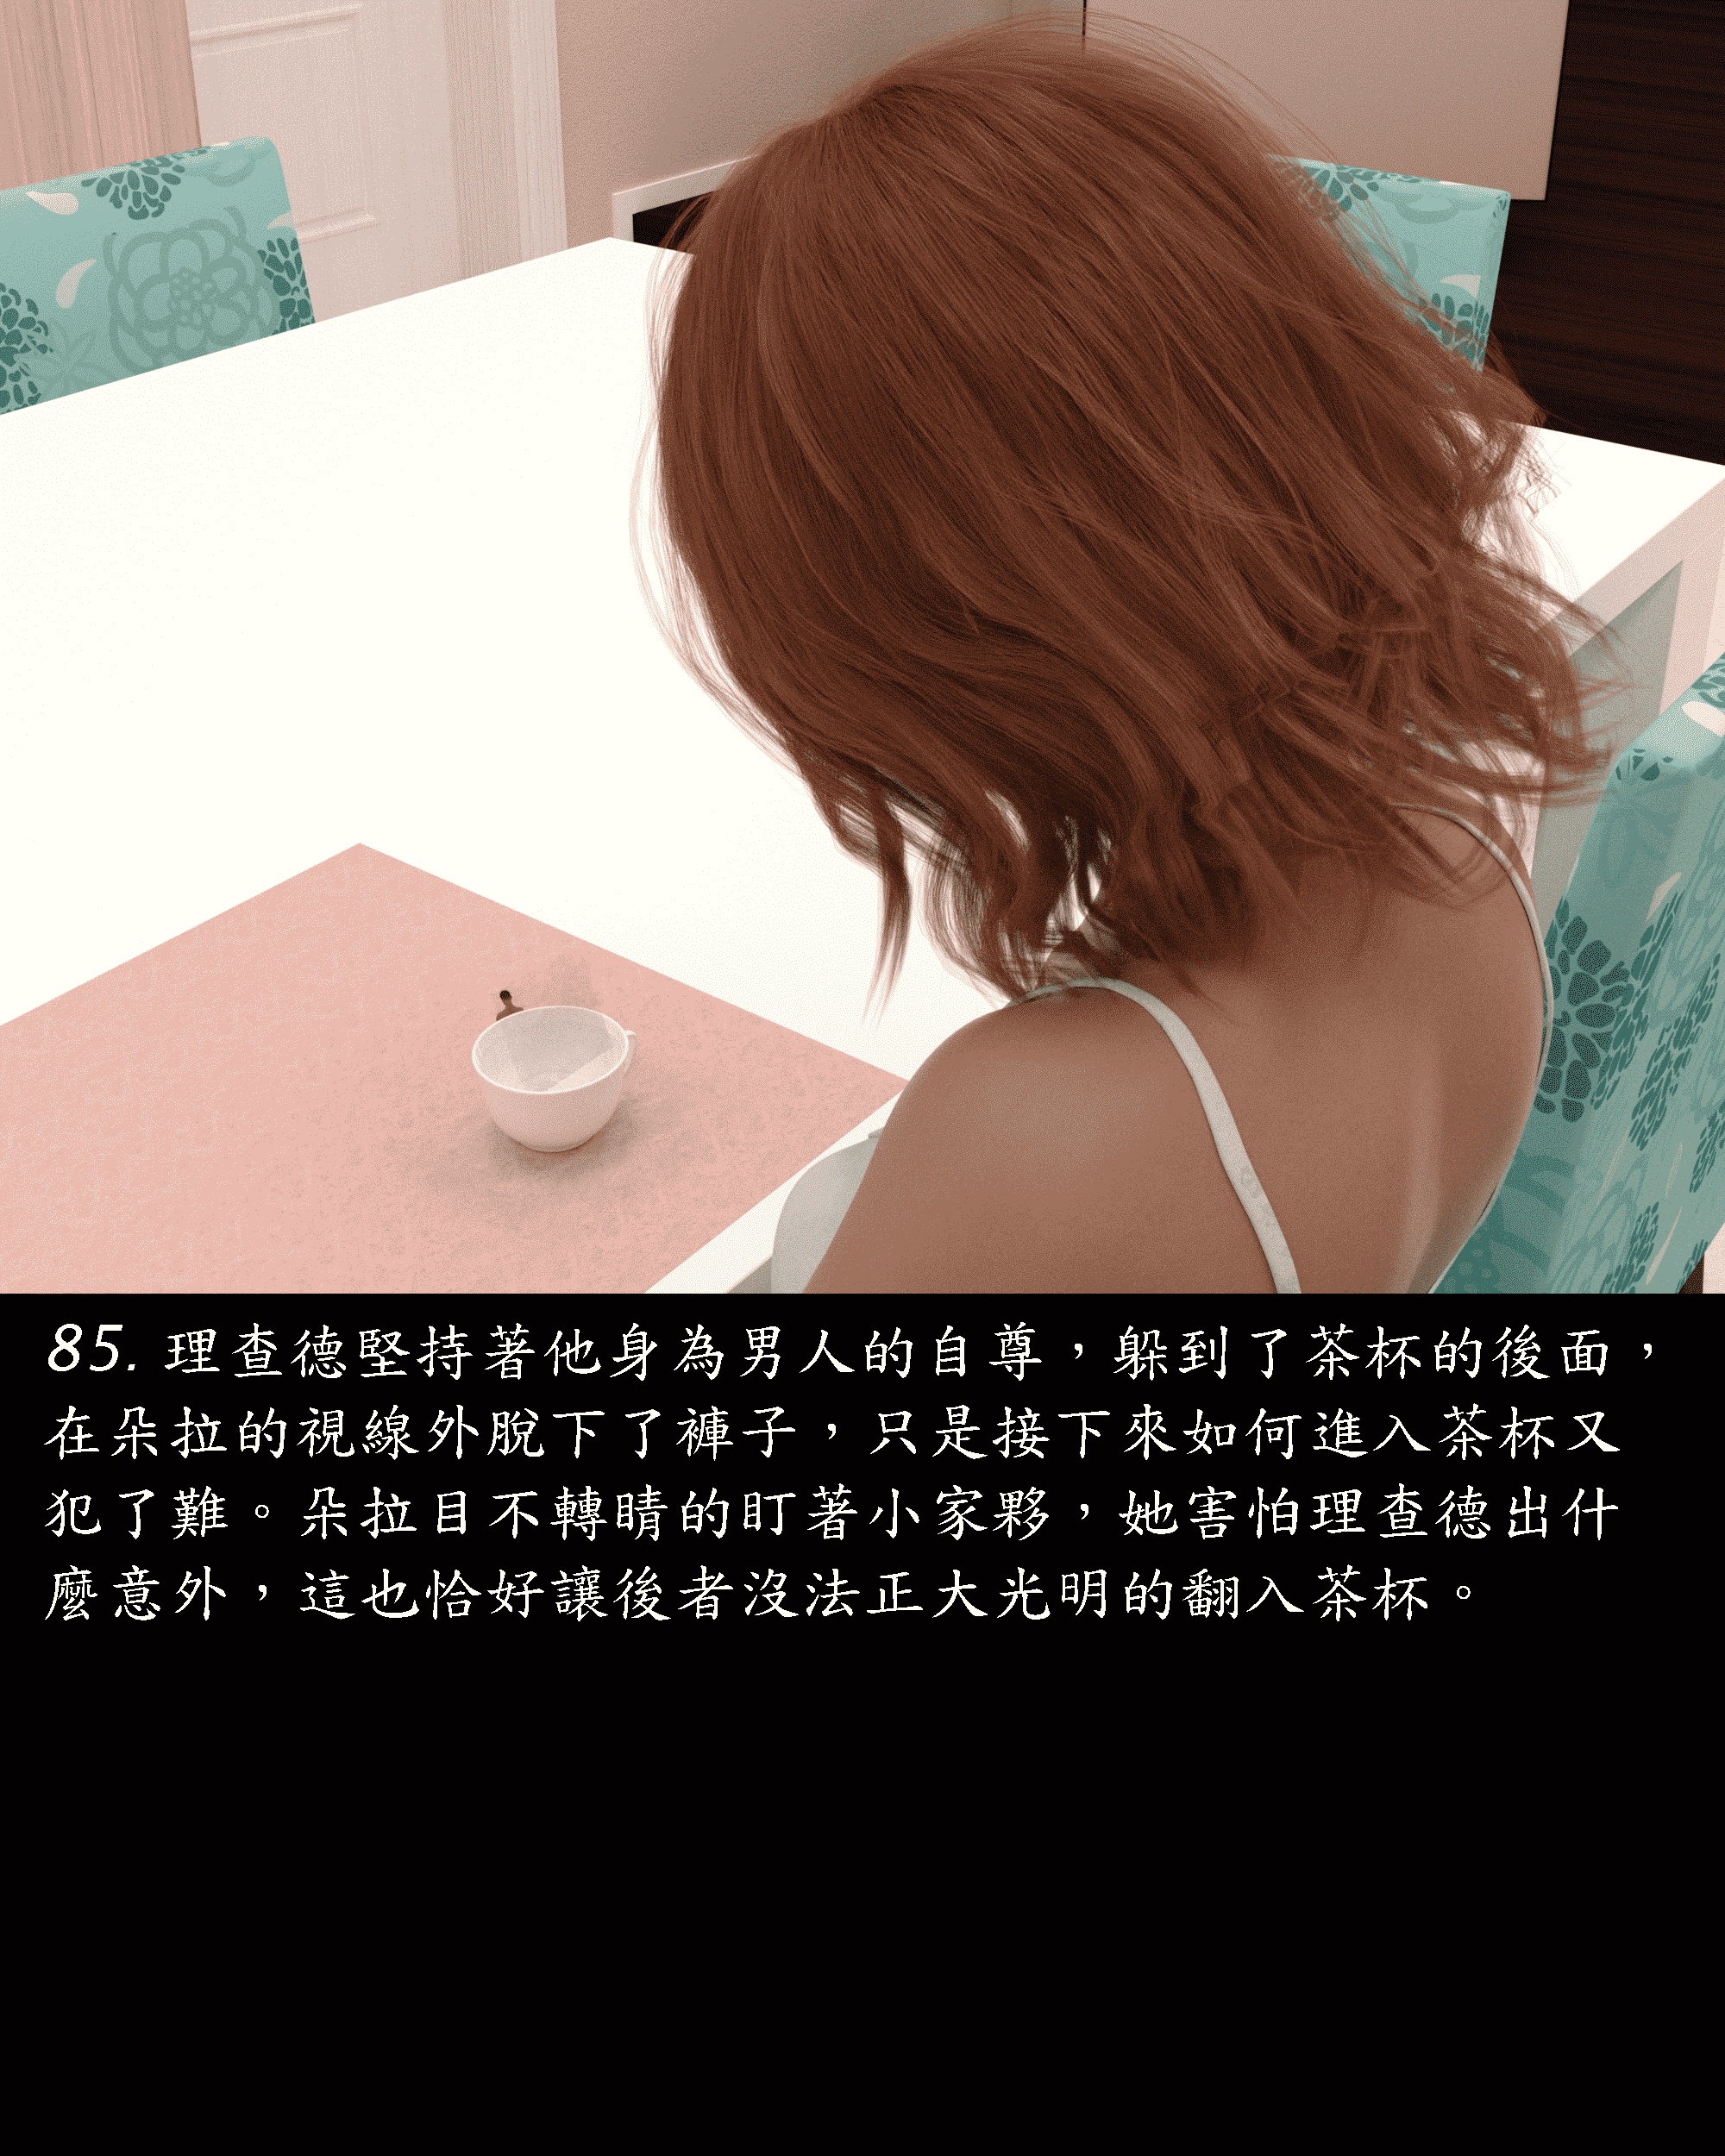 85. 理查德堅持著他身為男人的自尊，躲到了茶杯的後面，
在朵拉的視線外脫下了褲子，只是接下來如何進入茶杯又
犯了難。朵拉目不轉睛的盯著小家夥，她害怕理查德出什
麼意外，這也恰好讓後者沒法正大光明的翻入茶杯。